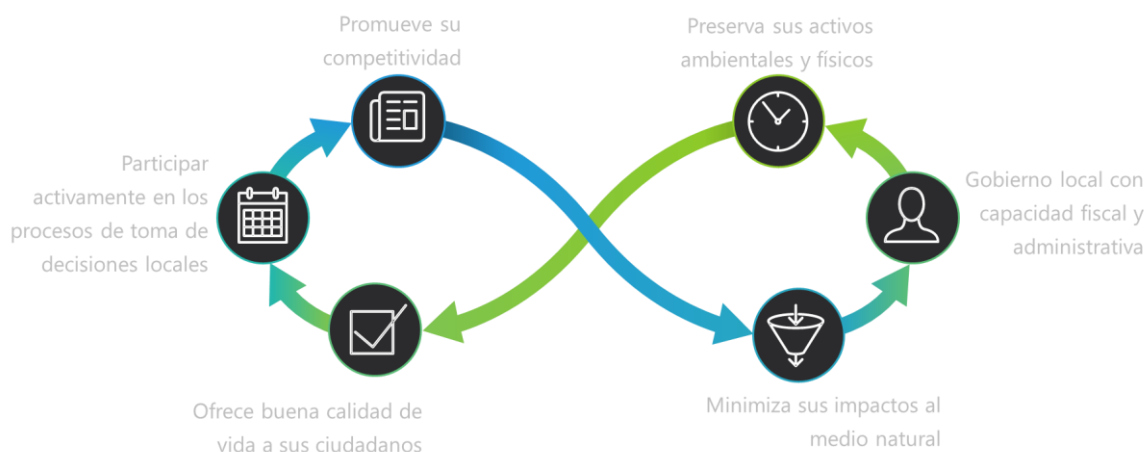 Promueve su
competitividad
Preserva sus activos
ambientales y físicos
Participar
activamente en los
procesos de toma de
decisiones locales
Gobierno local con
capacidad fiscal y
administrativa
Ofrece buena calidad de
vida a sus ciudadanos
Minimiza sus impactos al
medio natural